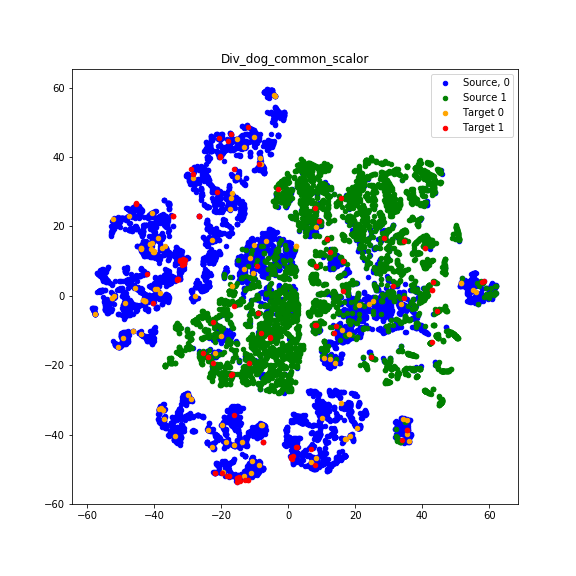 Div_dog_common_scalor
Source, 0
Source 1
Target 0
Target 1
60
40
20
0
−20
−40
−60
−60 −40 −20 0 20 40 60